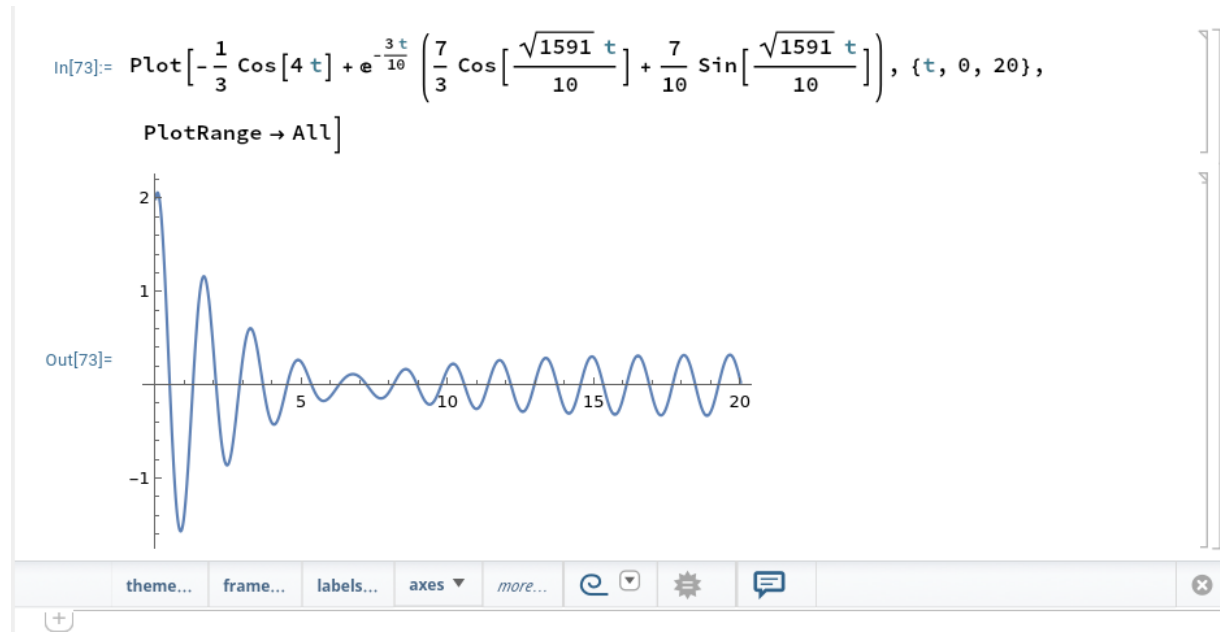 In[73]:= Plot[-1/3 Cos[4 t] + ⅇ^(-3 t/10) (7/3 Cos[√1591 t/10] + 7/10 Sin[√1591 t/10]), {t, 0, 20},
PlotRange → All]
2
1
Out[73]=
5 10 15 20
-1
theme... frame... labels... axes ▼ more...